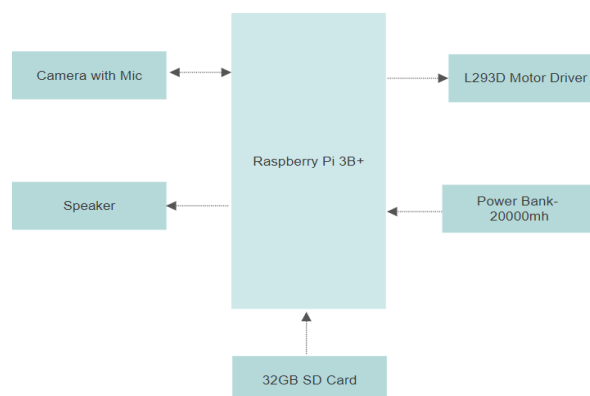 Camera with Mic
L293D Motor Driver
Raspberry Pi 3B+
Speaker
Power Bank-
20000mh
32GB SD Card